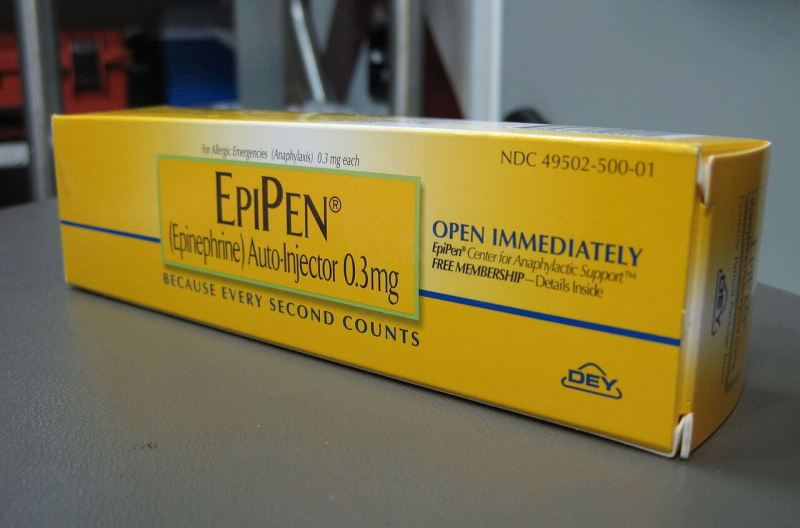 For Allergic Emergencies (Anaphylaxis) 0.3 mg each
NDC 49502-500-01
EPIPEN®
(Epinephrine) Auto-Injector 0.3mg
BECAUSE EVERY SECOND COUNTS
OPEN IMMEDIATELY
EpiPen® Center for Anaphylactic Support™
FREE MEMBERSHIP—Details Inside
DEY
DEY